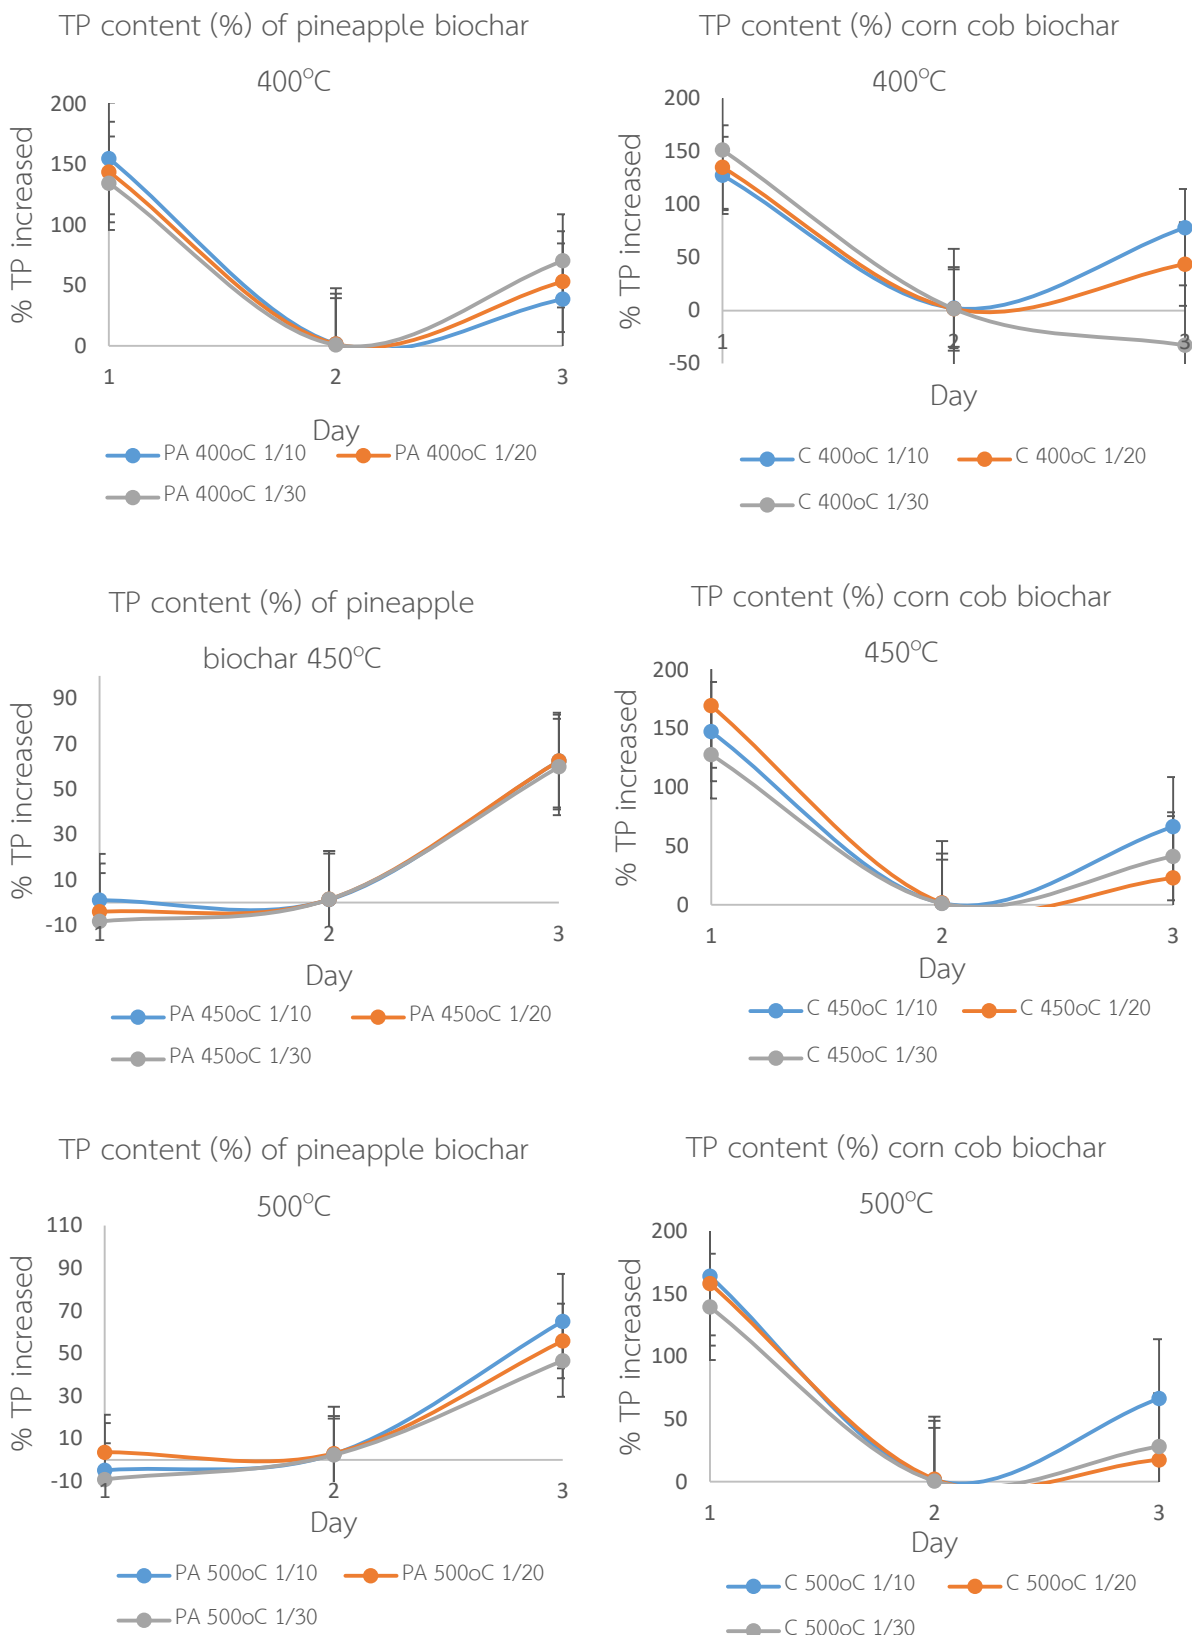 TP content (%) of pineapple biochar
400°C
% TP increased
200
150
100
50
0
1
2
3
Day
PA 400oC 1/10
PA 400oC 1/20
PA 400oC 1/30
TP content (%) corn cob biochar
400°C
% TP increased
200
150
100
50
0
-50
1
2
3
Day
C 400oC 1/10
C 400oC 1/20
C 400oC 1/30
TP content (%) of pineapple
biochar 450°C
% TP increased
90
70
50
30
10
-10
1
2
3
Day
PA 450oC 1/10
PA 450oC 1/20
PA 450oC 1/30
TP content (%) corn cob biochar
450°C
% TP increased
200
150
100
50
0
1
2
3
Day
C 450oC 1/10
C 450oC 1/20
C 450oC 1/30
TP content (%) of pineapple biochar
500°C
% TP increased
110
90
70
50
30
10
-10
1
2
3
Day
PA 500oC 1/10
PA 500oC 1/20
PA 500oC 1/30
TP content (%) corn cob biochar
500°C
% TP increased
200
150
100
50
0
1
2
3
Day
C 500oC 1/10
C 500oC 1/20
C 500oC 1/30